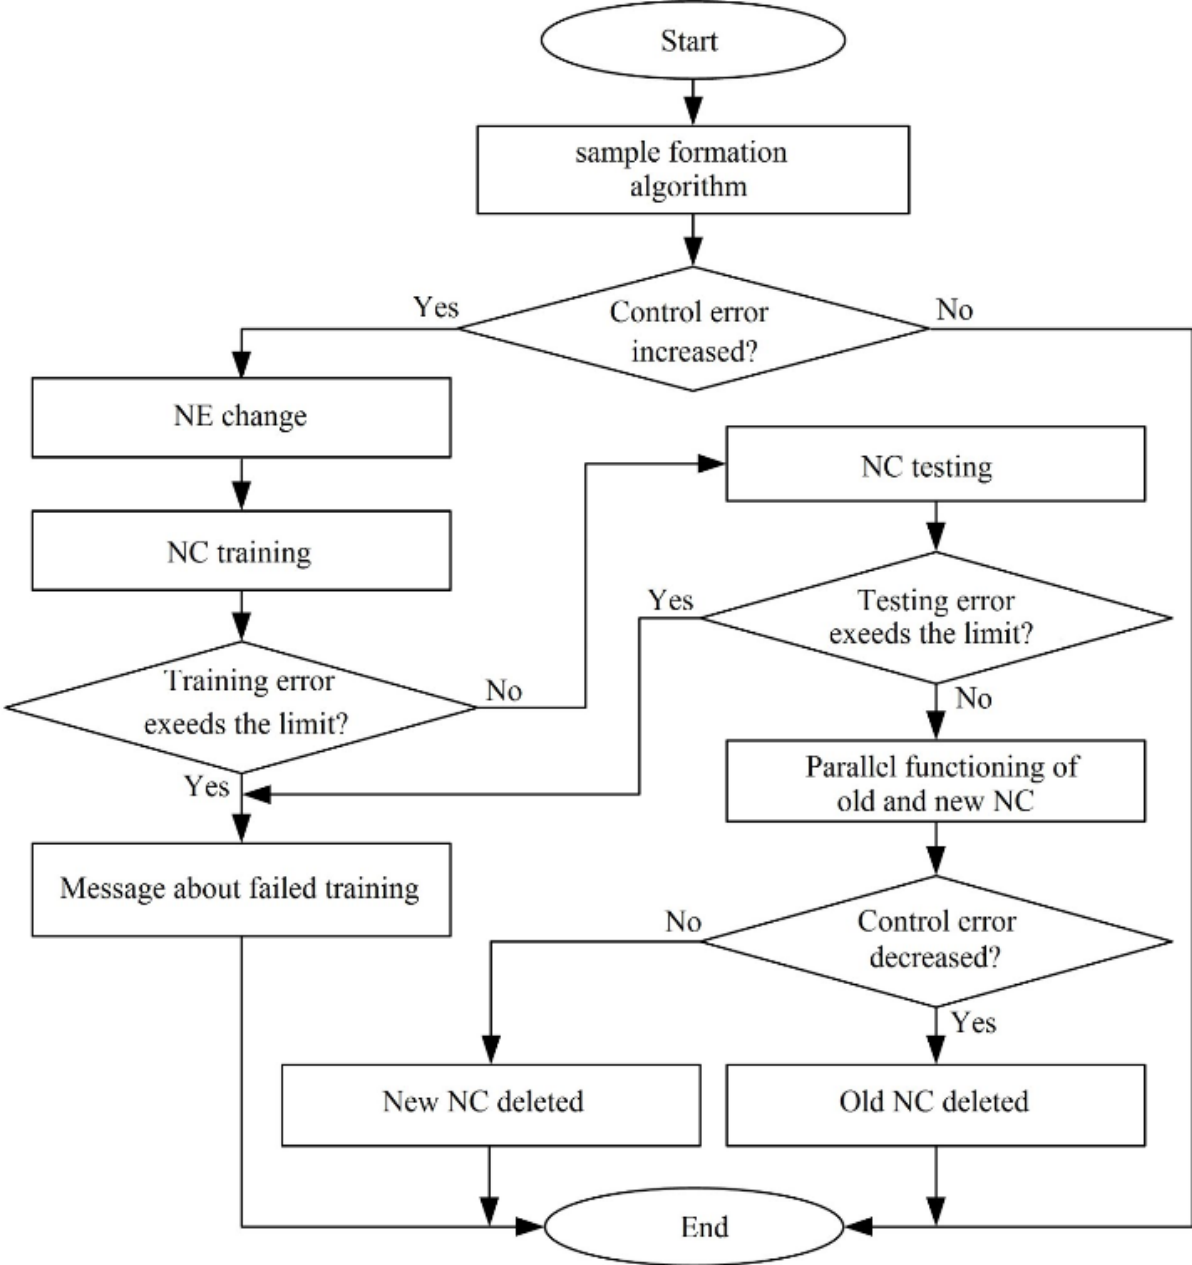 Start
sample formation
algorithm
Control error
increased?
Yes
No
NE change
NC training
Training error
exeeds the limit?
No
Yes
NC testing
Testing error
exeeds the limit?
Yes
No
Message about failed training
Parallel functioning of
old and new NC
Control error
decreased?
No
Yes
New NC deleted
Old NC deleted
End